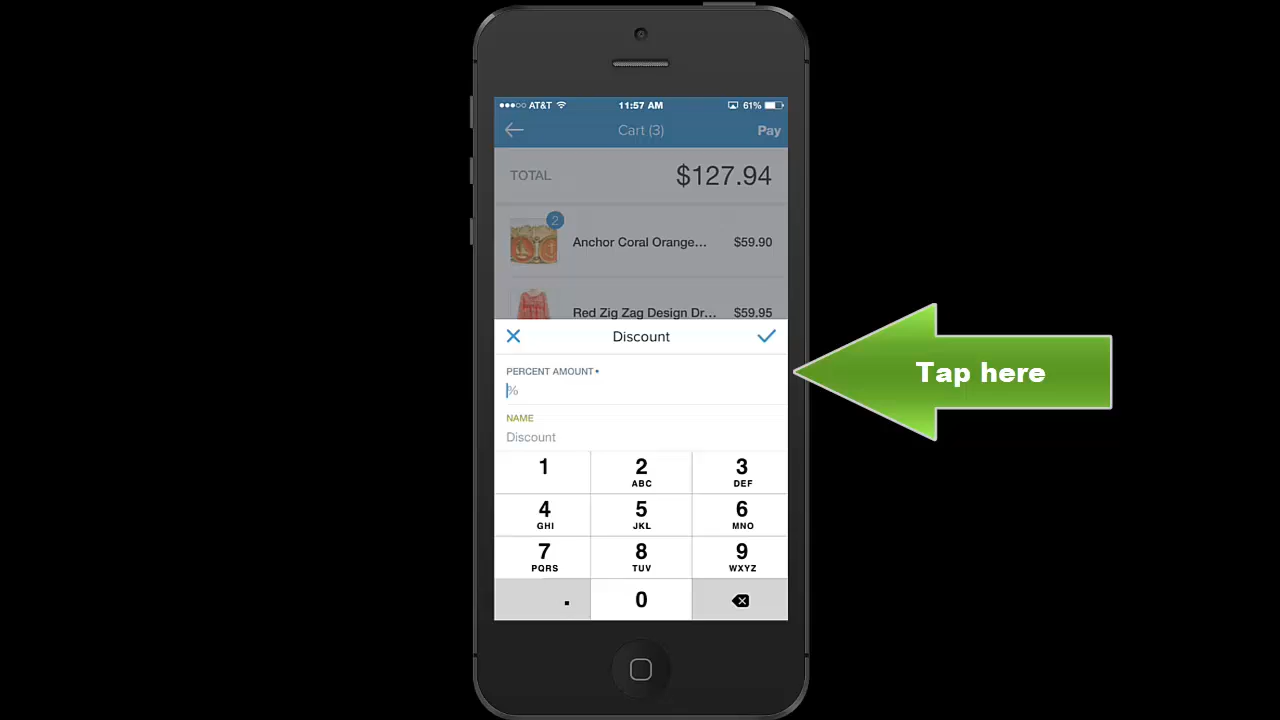 AT&T 11:57 AM 61%
Cart (3) Pay
TOTAL $127.94
2
Anchor Coral Orange... $59.90
Red Zig Zag Design Dr... $59.95
Discount
PERCENT AMOUNT•
%
Tap here
NAME
Discount
1 2 3
ABC DEF
4 5 6
GHI JKL MNO
7 8 9
PQRS TUV WXYZ
. 0